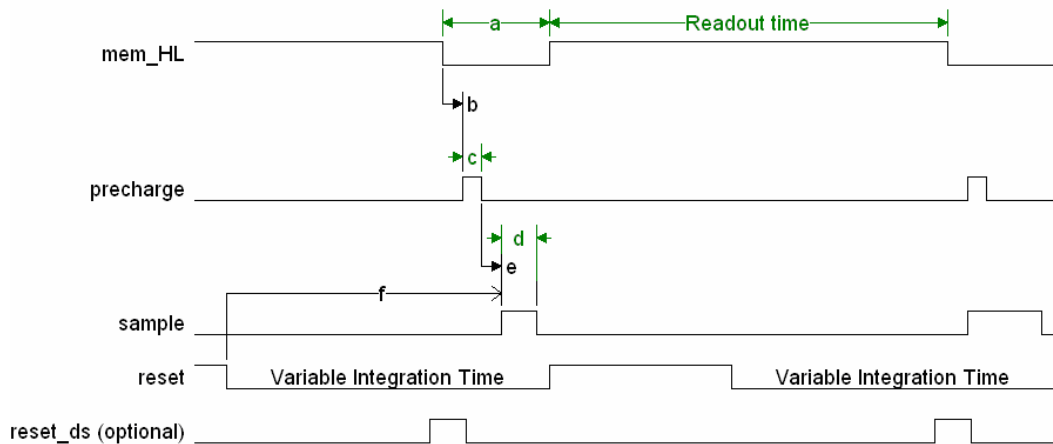 a
Readout time
mem_HL
b
c
precharge
d
e
f
sample
reset
Variable Integration Time
Variable Integration Time
reset_ds (optional)